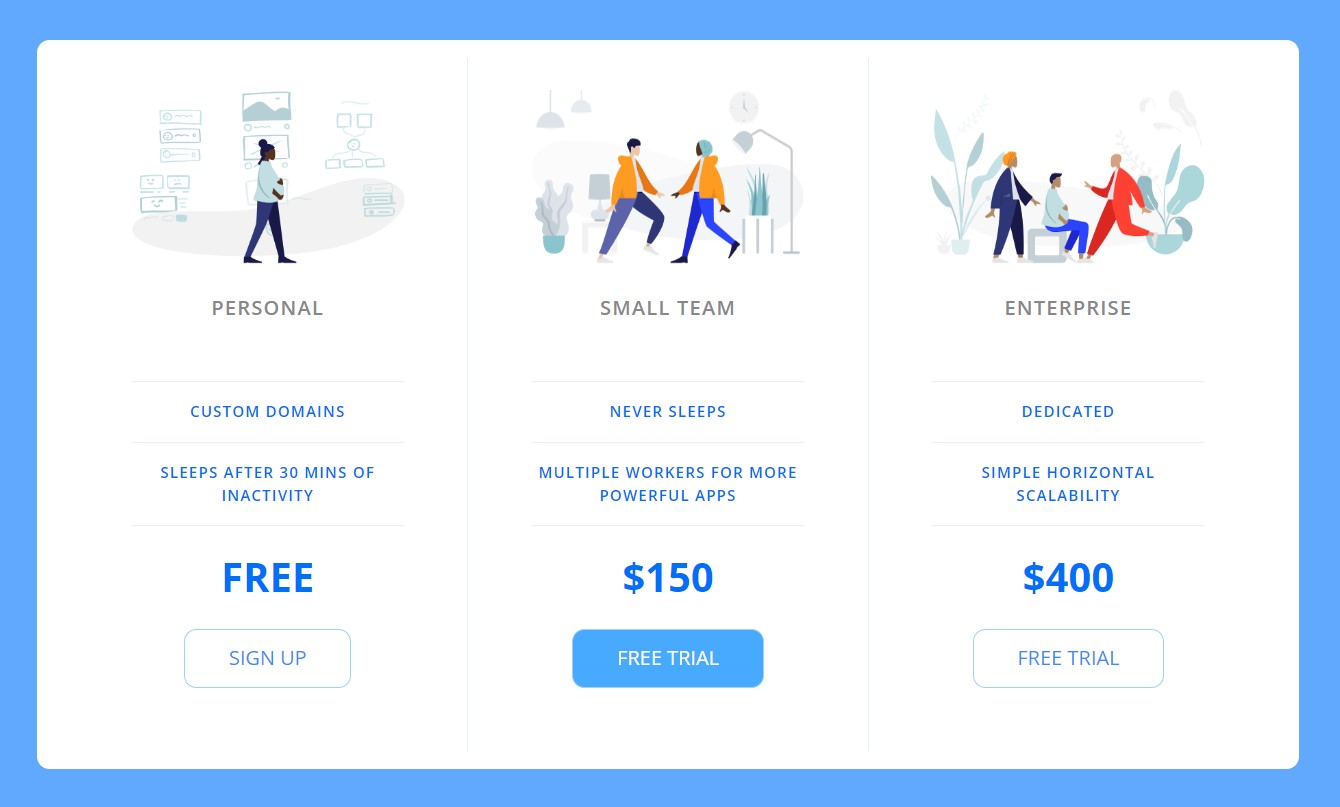 PERSONAL
CUSTOM DOMAINS
SLEEPS AFTER 30 MINS OF
INACTIVITY
FREE
SIGN UP
SMALL TEAM
NEVER SLEEPS
MULTIPLE WORKERS FOR MORE
POWERFUL APPS
$150
FREE TRIAL
ENTERPRISE
DEDICATED
SIMPLE HORIZONTAL
SCALABILITY
$400
FREE TRIAL